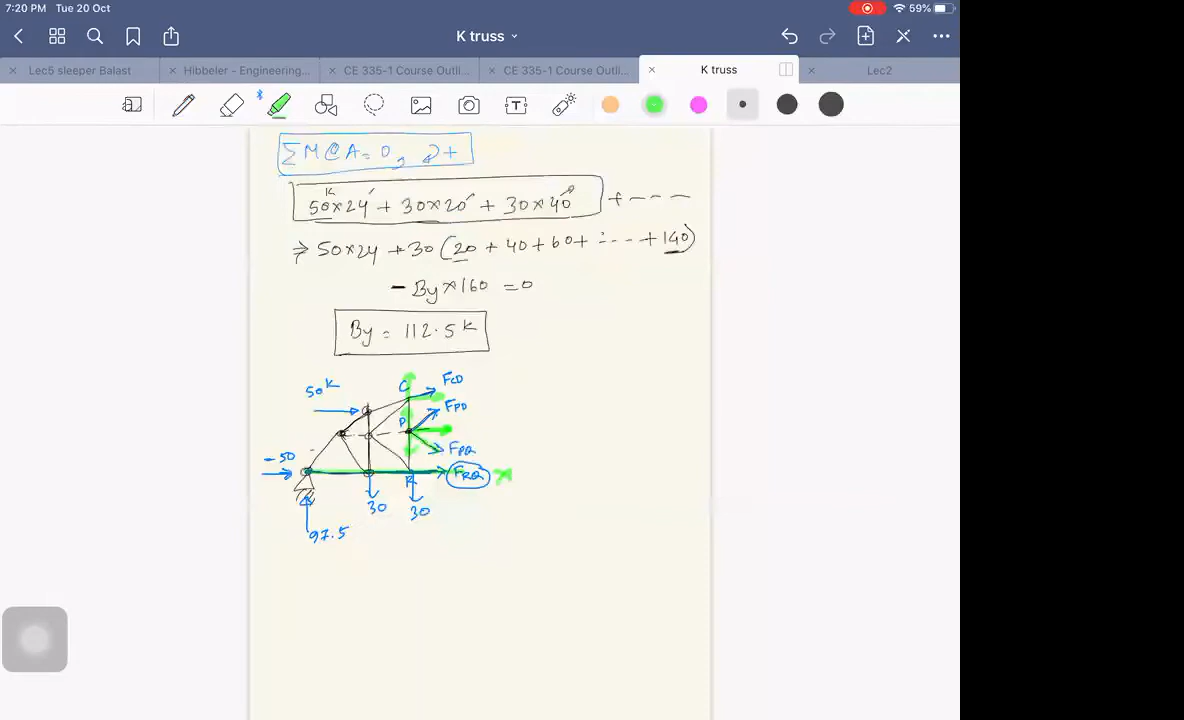 7:20 PM Tue 20 Oct
59%
K truss
Lec5 sleeper Balast
Hibbeler - Engineering...
CE 335-1 Course Outli...
CE 335-1 Course Outli...
K truss
Lec2
ΣM@A=0, +
50k×24' + 30×20' + 30×40' + ----
⇒ 50×24 + 30 (20 + 40 + 60 + ... + 140)
- By×160 = 0
By = 112.5 k
50k
C
FCD
P
FPD
FPQ
-50
R
FRQ
30
30
97.5